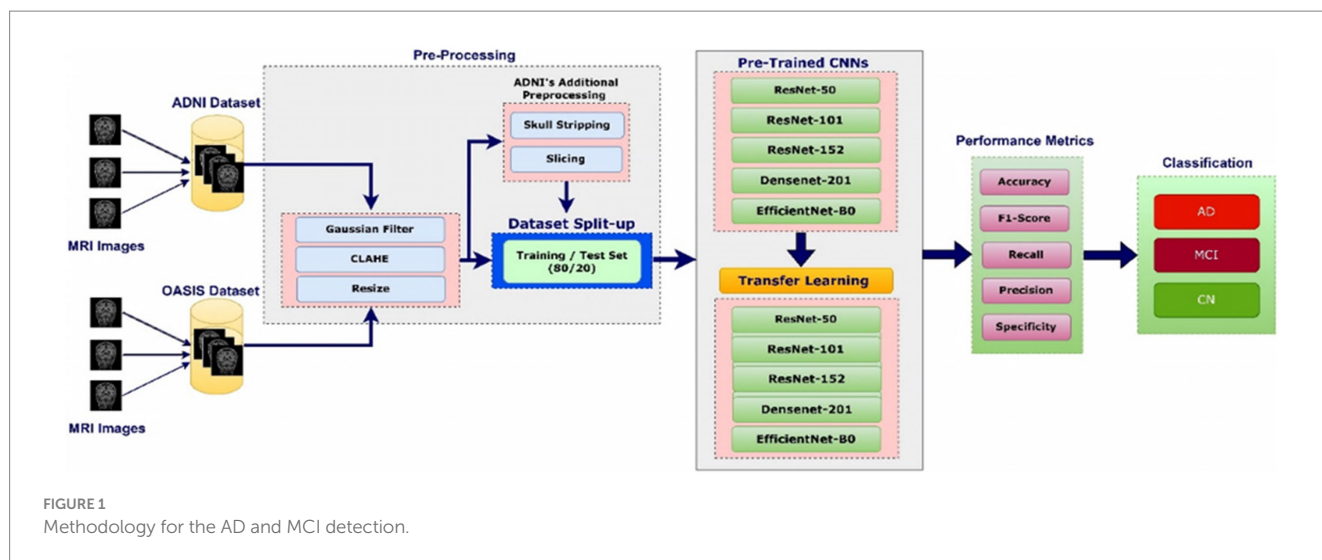 Pre-Processing
ADNI Dataset
MRI Images
OASIS Dataset
MRI Images
Gaussian Filter
CLAHE
Resize
ADNI's Additional
Preprocessing
Skull Stripping
Slicing
Dataset Split-up
Training / Test Set
(80/20)
Pre-Trained CNNs
ResNet-50
ResNet-101
ResNet-152
Densenet-201
EfficientNet-B0
Transfer Learning
ResNet-50
ResNet-101
ResNet-152
Densenet-201
EfficientNet-B0
Performance Metrics
Accuracy
F1-Score
Recall
Precision
Specificity
Classification
AD
MCI
CN
FIGURE 1
Methodology for the AD and MCI detection.